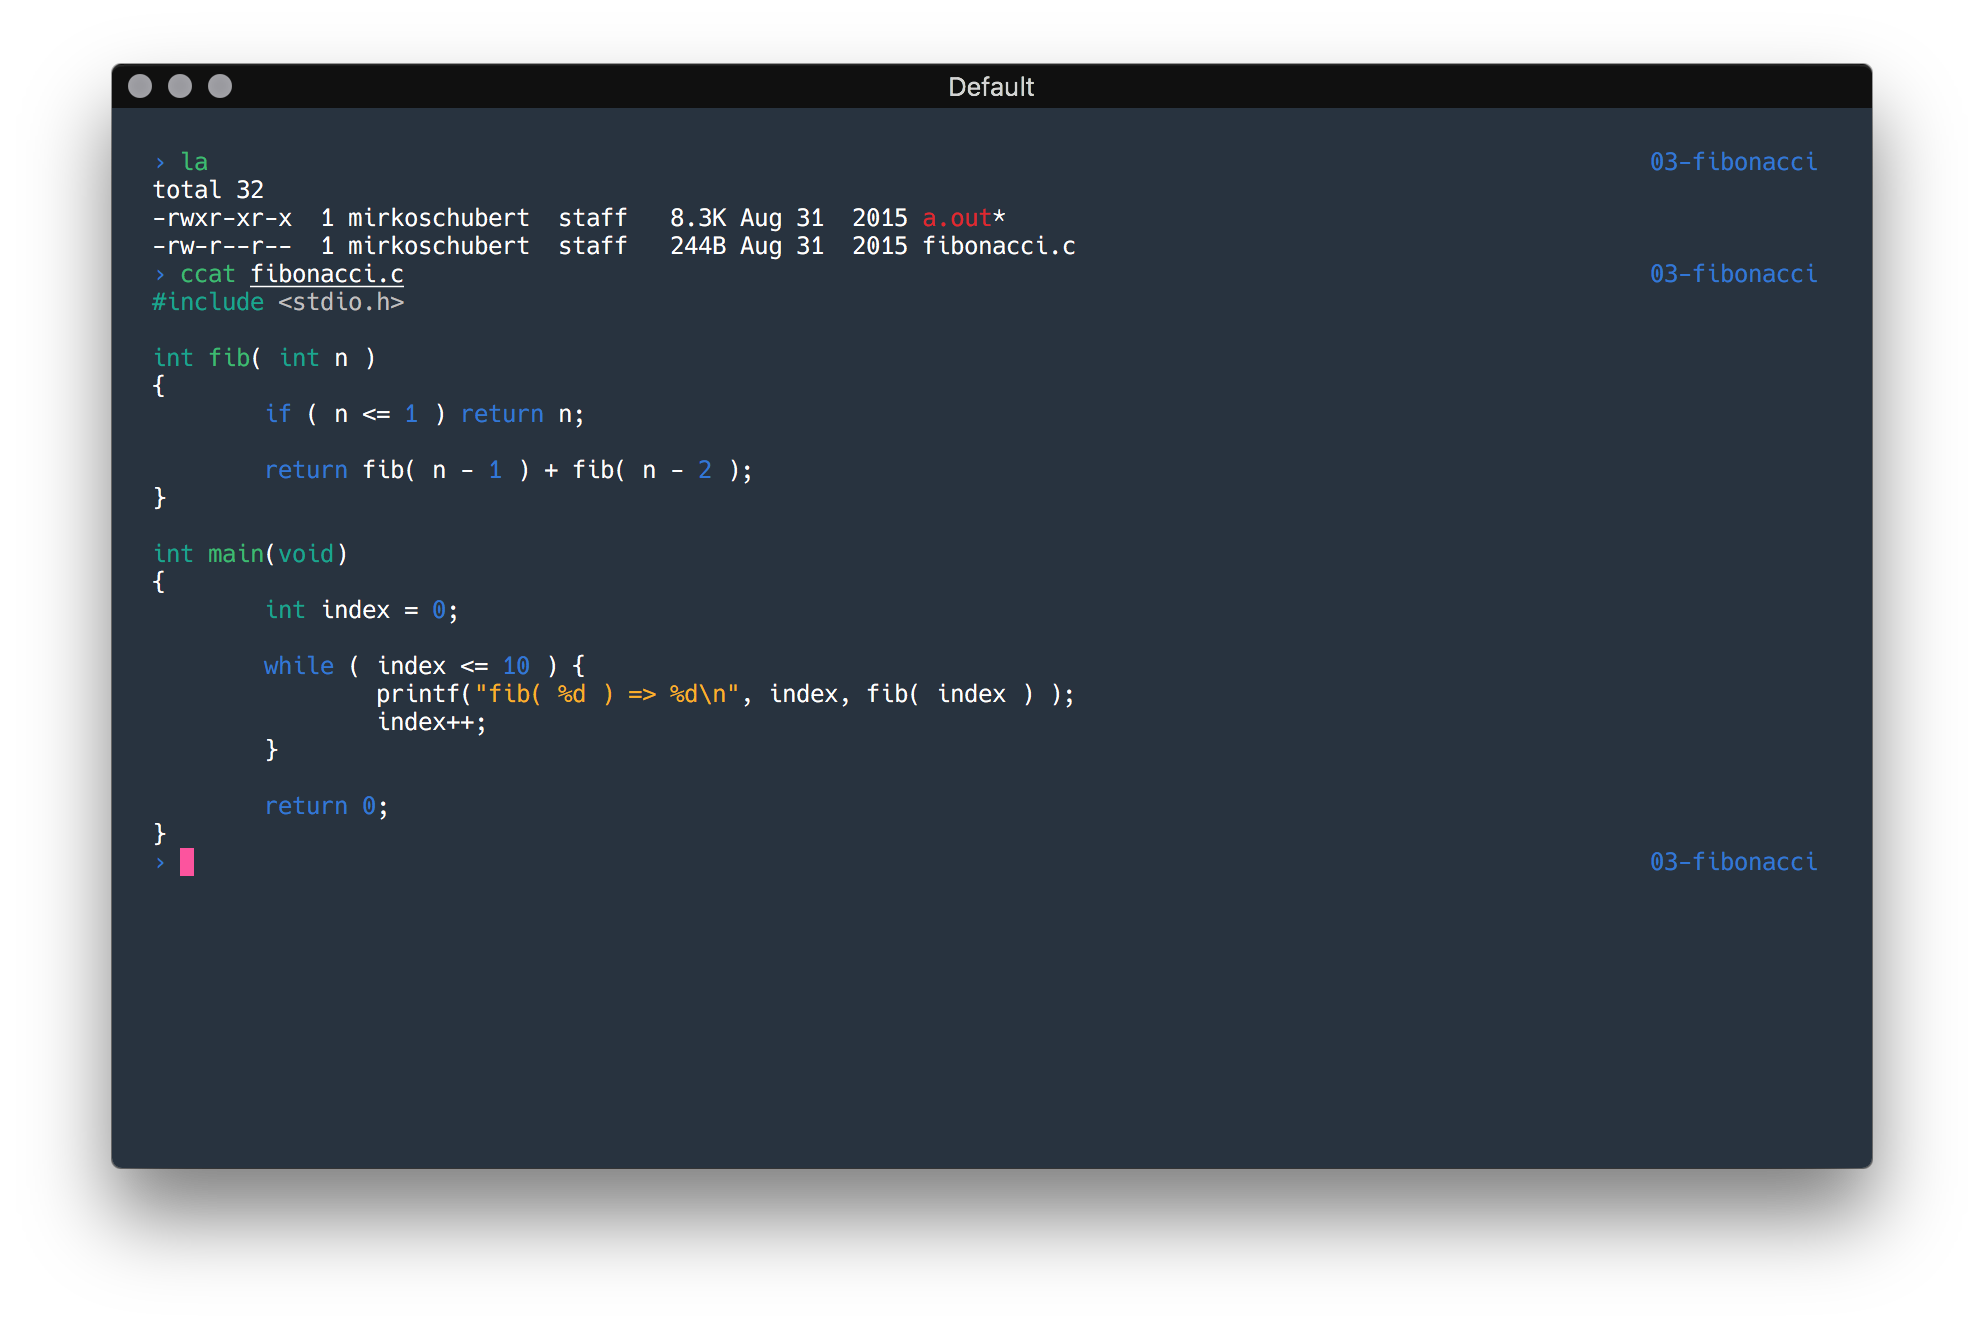 Default
› la 03-fibonacci
total 32
-rwxr-xr-x  1 mirkoschubert  staff   8.3K Aug 31  2015 a.out*
-rw-r--r--  1 mirkoschubert  staff   244B Aug 31  2015 fibonacci.c
› ccat fibonacci.c 03-fibonacci
#include <stdio.h>

int fib( int n )
{
        if ( n <= 1 ) return n;

        return fib( n - 1 ) + fib( n - 2 );
}

int main(void)
{
        int index = 0;

        while ( index <= 10 ) {
                printf("fib( %d ) => %d\n", index, fib( index ) );
                index++;
        }

        return 0;
}
› 03-fibonacci